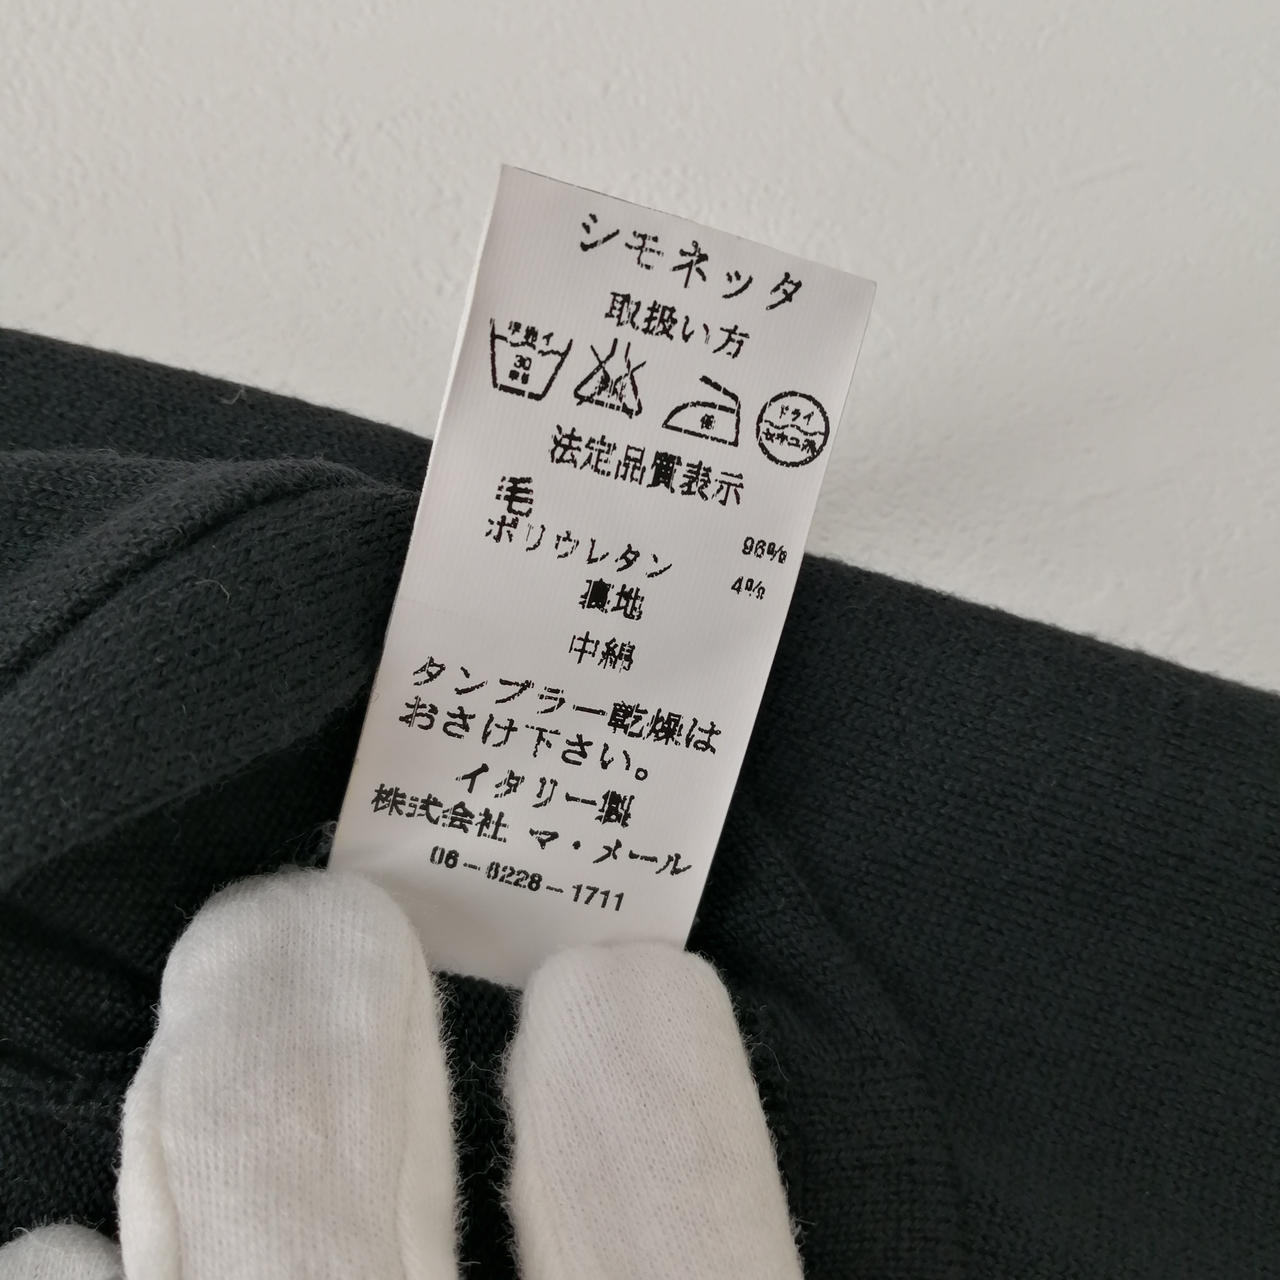 シモネッタ
取扱い方
30
ドライ
法定品質表示
毛 96%
ポリウレタン 4%
裏地
中綿
タンブラー乾燥は
おさけ下さい。
イタリー製
株式会社 マ・メール
06-6228-1711